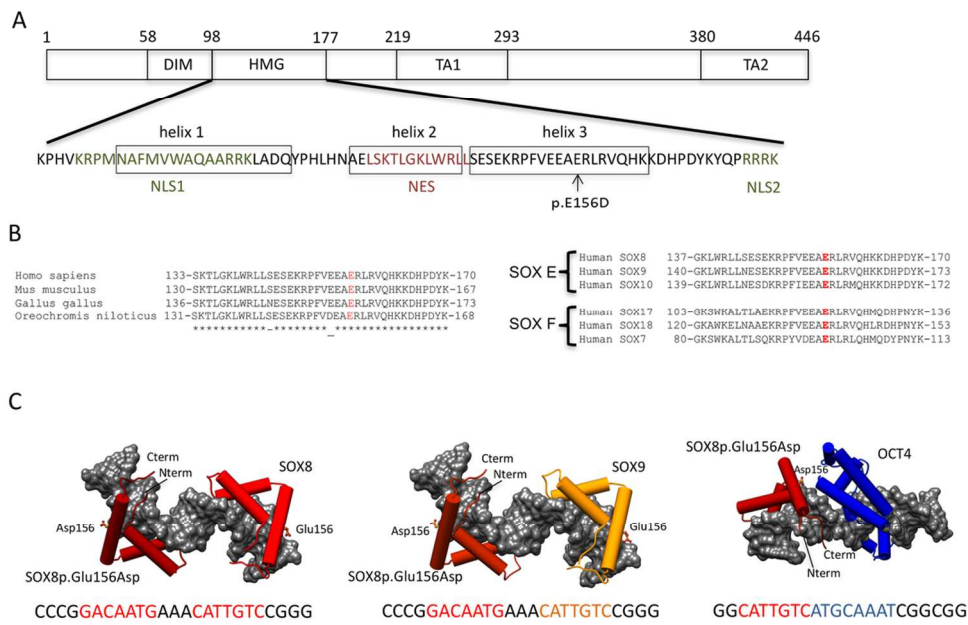 A
1 58 98 177 219 293 380 446
DIM HMG TA1 TA2
helix 1 helix 2 helix 3
KPHVKRPMNAFMVWAQAARRKLADQYPHLHNAELSKTLGKLWRLLSESEKRPFVEEAERLRVQHKKDHPDYKYQPRRRK
NLS1 NES NLS2
p.E156D
B
Homo sapiens 133-SKTLGKLWRLLSESEKRPFVEEAERLRVQHKKDHPDYK-170
Mus musculus 130-SKTLGKLWRLLSESEKRPFVEEAERLRVQHKKDHPDYK-167
Gallus gallus 136-SKTLGKLWRLLNESEKRPFVEEAERLRVQHKKDHPDYK-173
Oreochromis niloticus 131-SKTLGKLWRLLSESEKRPFVDEAERLRVQHKKDHPDYK-168
***********_********_*****************
SOX E
Human SOX8 137-GKLWRLLSESEKRPFVEEAERLRVQHKKDHPDYK-170
Human SOX9 140-GKLWRLLNESEKRPFVEEAERLRVQHKKDHPDYK-173
Human SOX10 139-GKLWRLLNESDKRPFIEEAERLRMQHKKDHPDYK-172
SOX F
Human SOX17 103-GKSWKALTLAEKRPFVEEAERLRVQHMQDHPNYK-136
Human SOX18 120-GKAWKELNAAEKRPFVEEAERLRVQHLRDHPNYK-153
Human SOX7 80-GKSWKALTLSQKRPYVDEAERLRLQHMQDYPNYK-113
C
Cterm
Nterm
SOX8
Asp156
Glu156
SOX8p.Glu156Asp
CCCGGACAATGAAACATTGTCCGGG
Cterm
Nterm
SOX9
Asp156
Glu156
SOX8p.Glu156Asp
CCCGGACAATGAAACATTGTCCGGG
SOX8p.Glu156Asp
Asp156
OCT4
Cterm
Nterm
GGCATTGTCATGCAAATCGGCGG